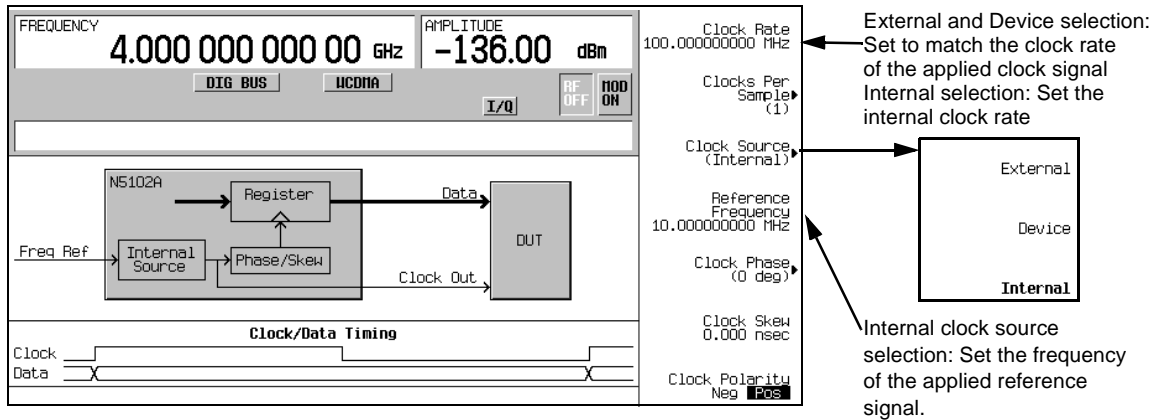 FREQUENCY
4.000 000 000 00 GHz
AMPLITUDE
-136.00 dBm
DIG BUS
WCDMA
I/Q
RF
OFF
MOD
ON
N5102A
Register
Data
Freq Ref
Internal
Source
Phase/Skew
Clock Out
DUT
Clock/Data Timing
Clock
Data
Clock Rate
100.000000000 MHz
Clocks Per
Sample
(1)
Clock Source
(Internal)
Reference
Frequency
10.000000000 MHz
Clock Phase
(0 deg)
Clock Skew
0.000 nsec
Clock Polarity
Neg Pos
External and Device selection:
Set to match the clock rate
of the applied clock signal
Internal selection: Set the
internal clock rate
External
Device
Internal
Internal clock source
selection: Set the frequency
of the applied reference
signal.